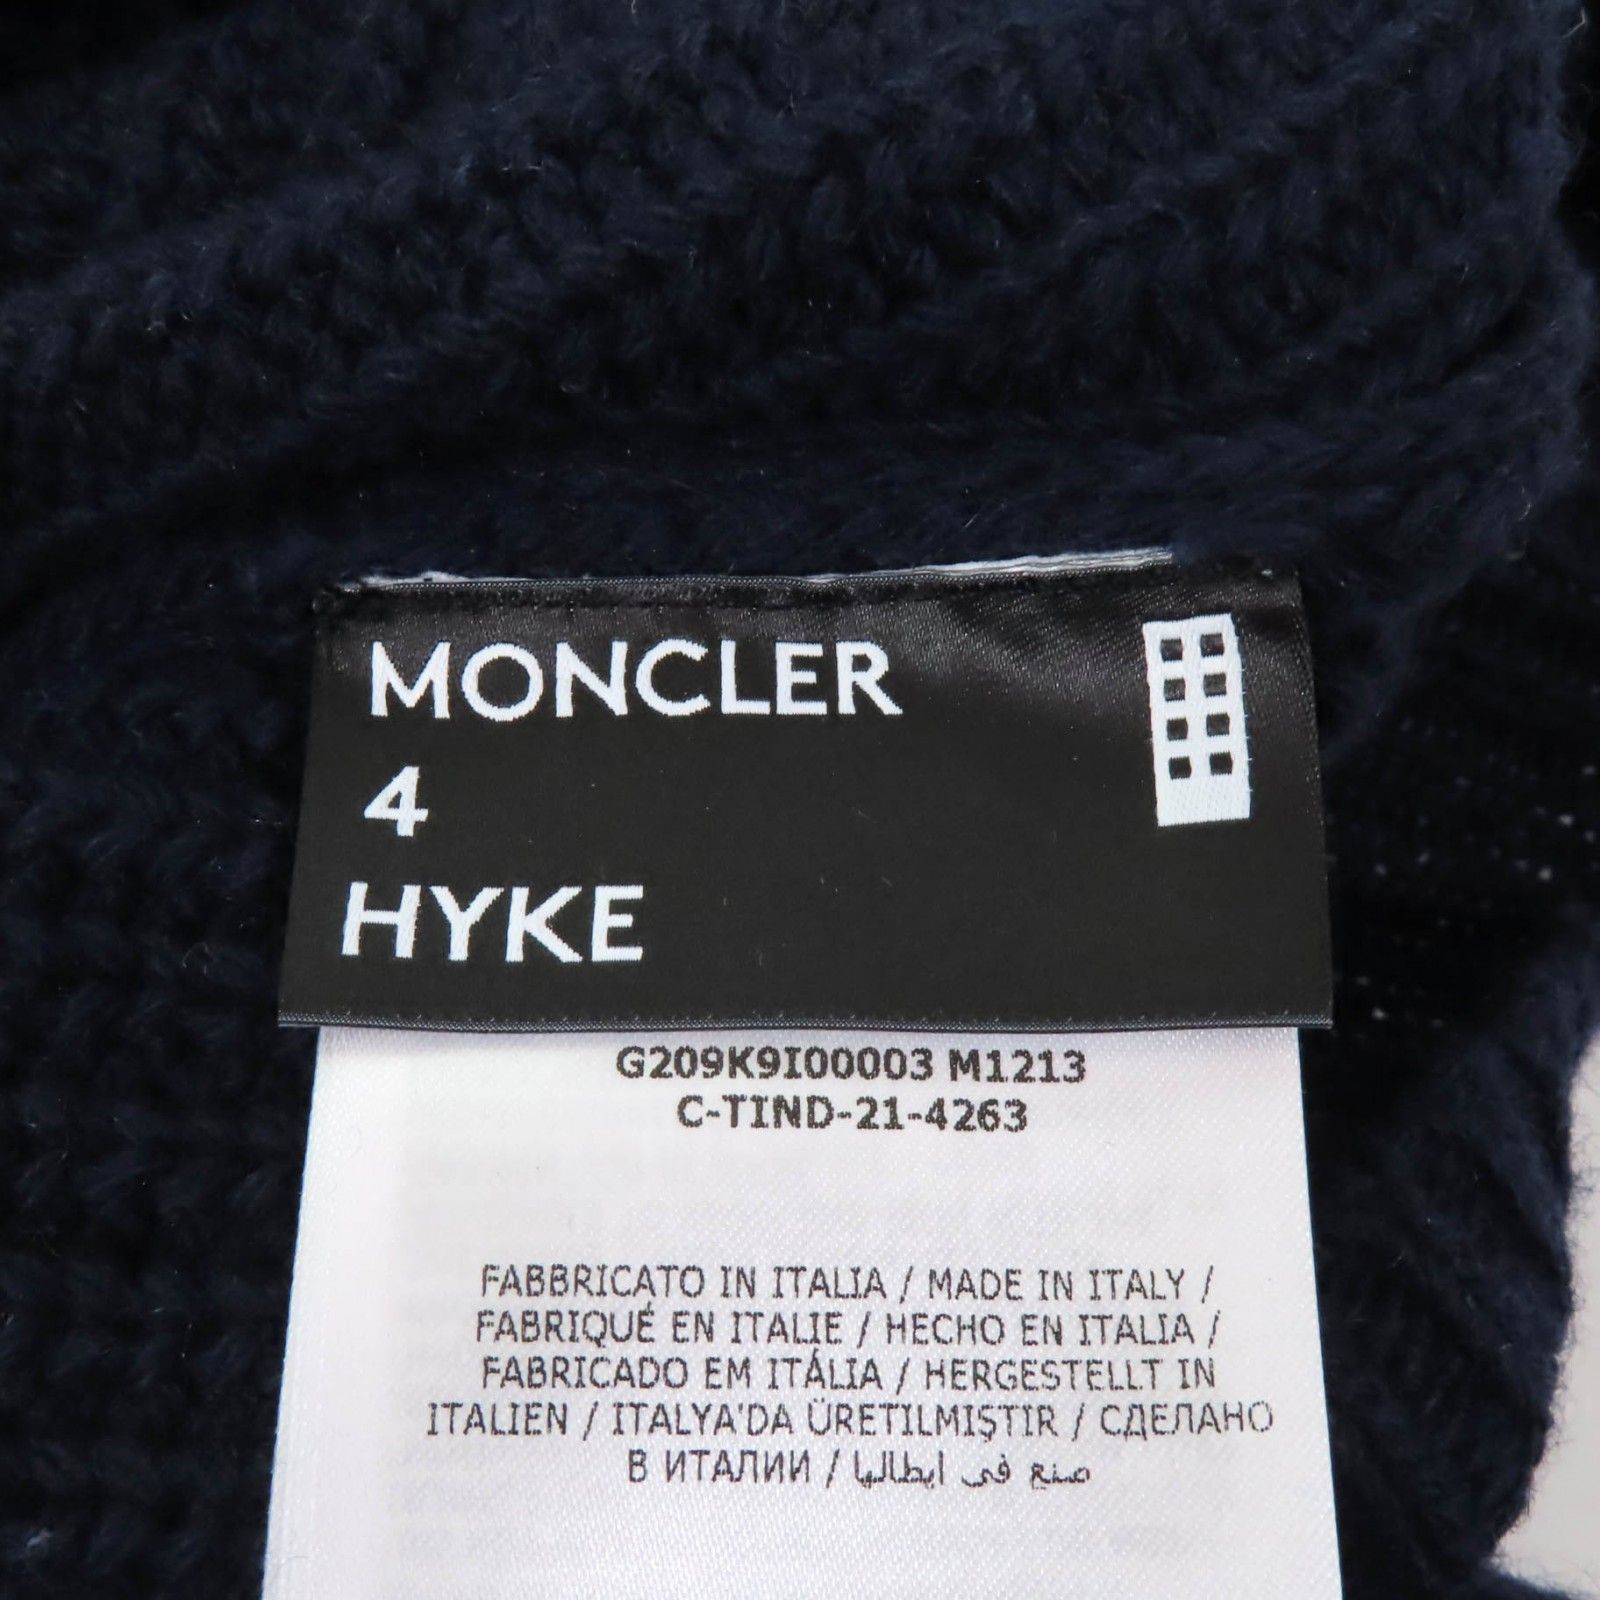 MONCLER
4
HYKE
G209K9I00003 M1213
C-TIND-21-4263
FABBRICATO IN ITALIA / MADE IN ITALY /
FABRIQUÉ EN ITALIE / HECHO EN ITALIA /
FABRICADO EM ITÁLIA / HERGESTELLT IN
ITALIEN / ITALYA'DA ÜRETILMIŞTIR / СДЕЛАНО
В ИТАЛИИ / صنع في ايطاليا